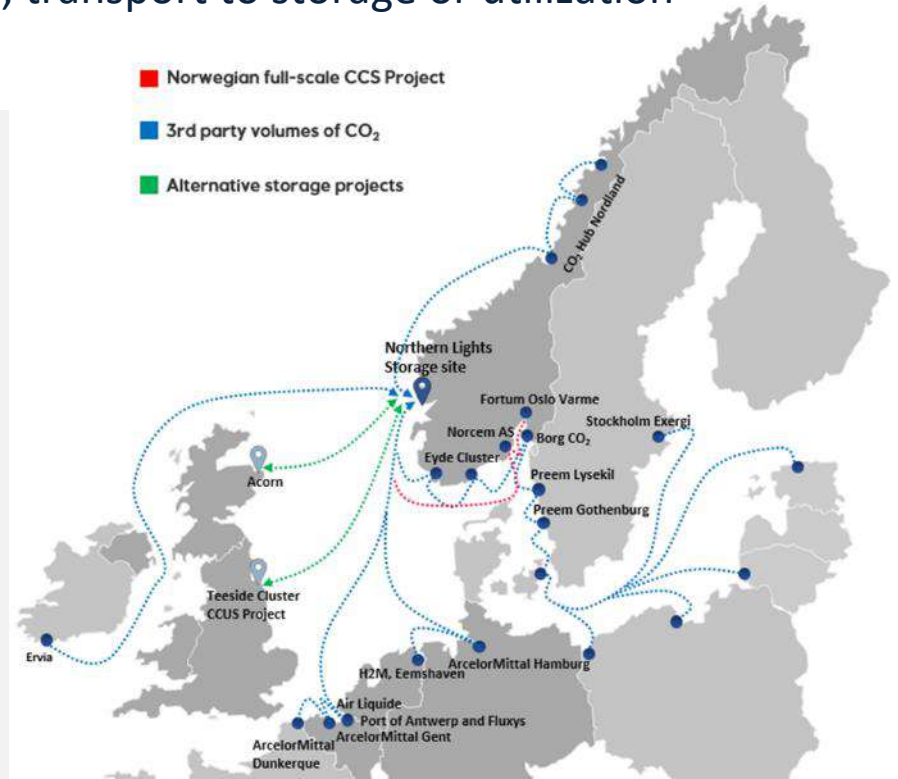 , transport to storage or utilization
Norwegian full-scale CCS Project
3rd party volumes of CO₂
Alternative storage projects
CO₂ Hub Nordland
Northern Lights
Storage site
Fortum Oslo Varme
Stockholm Exergi
Norcem AS
Borg CO₂
Eyde Cluster
Preem Lysekil
Acorn
Preem Gothenburg
Teeside Cluster
CCUS Project
Ervia
ArcelorMittal Hamburg
H2M, Eemshaven
Air Liquide
Port of Antwerp and Fluxys
ArcelorMittal Gent
ArcelorMittal
Dunkerque